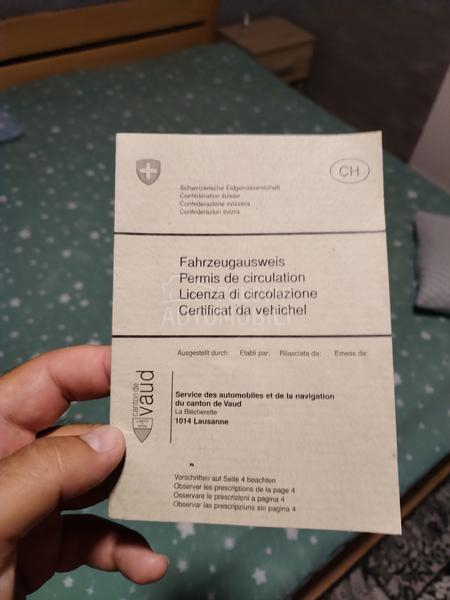 CH
Schweizerische Eidgenossenschaft
Confédération suisse
Confederazione svizzera
Confederaziun svizra
Fahrzeugausweis
Permis de circulation
Licenza di circolazione
Certificat da vehichel
AUTOMOBILI
Ausgestellt durch: Etabli par: Rilasciata da: Emess da:
canton de
vaud
Service des automobiles et de la navigation
du canton de Vaud
La Blécherette
1014 Lausanne
Vorschriften auf Seite 4 beachten
Observer les prescriptions de la page 4
Osservare le prescrizioni a pagina 4
Observar las prescripziuns sin pagina 4